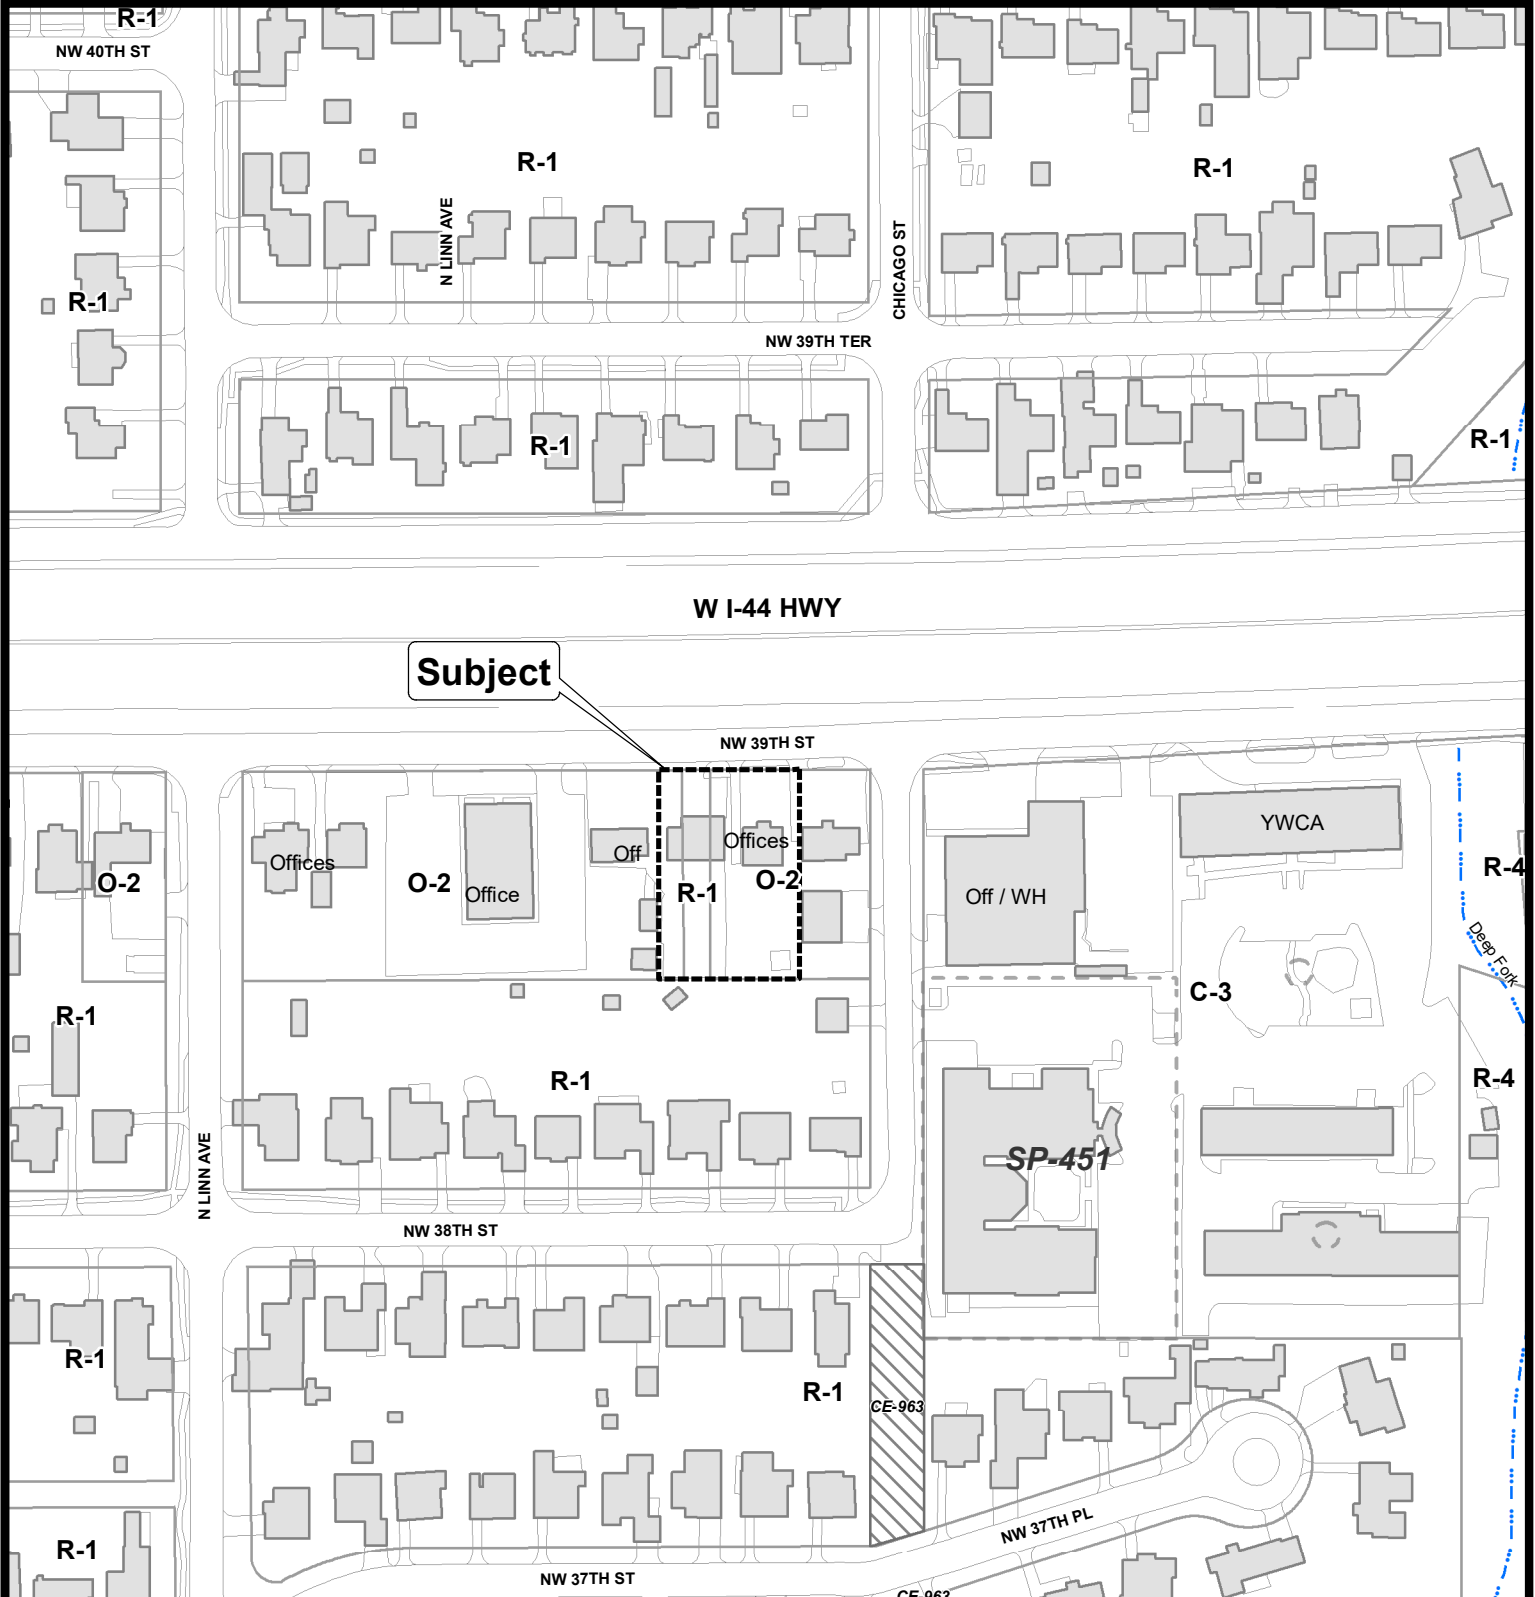 R-1
NW 40TH ST
R-1
R-1
N LINN AVE
CHICAGO ST
R-1
NW 39TH TER
R-1
R-1
W I-44 HWY
Subject
NW 39TH ST
YWCA
Offices
Off
Offices
O-2
O-2
Office
R-1
O-2
Off / WH
R-4
Deep Fork
C-3
R-1
R-1
R-4
SP-451
N LINN AVE
NW 38TH ST
R-1
R-1
CE-963
NW 37TH PL
R-1
NW 37TH ST
CE-963